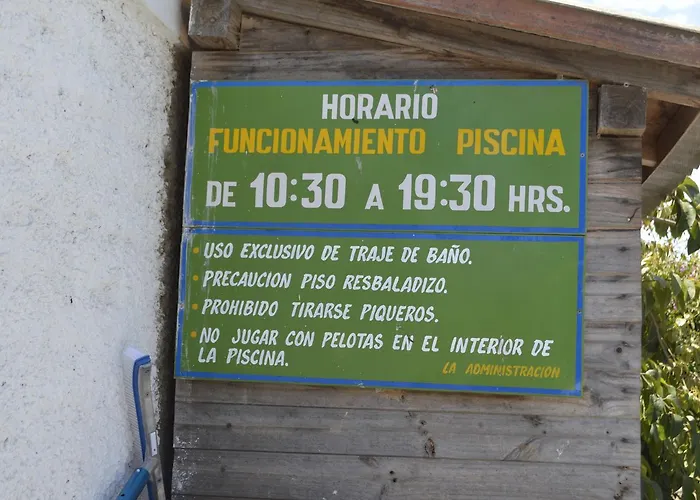 HORARIO
FUNCIONAMIENTO PISCINA
DE 10:30 A 19:30 HRS.
• USO EXCLUSIVO DE TRAJE DE BAÑO.
• PRECAUCION PISO RESBALADIZO.
• PROHIBIDO TIRARSE PIQUEROS.
• NO JUGAR CON PELOTAS EN EL INTERIOR DE
LA PISCINA.
LA ADMINISTRACION